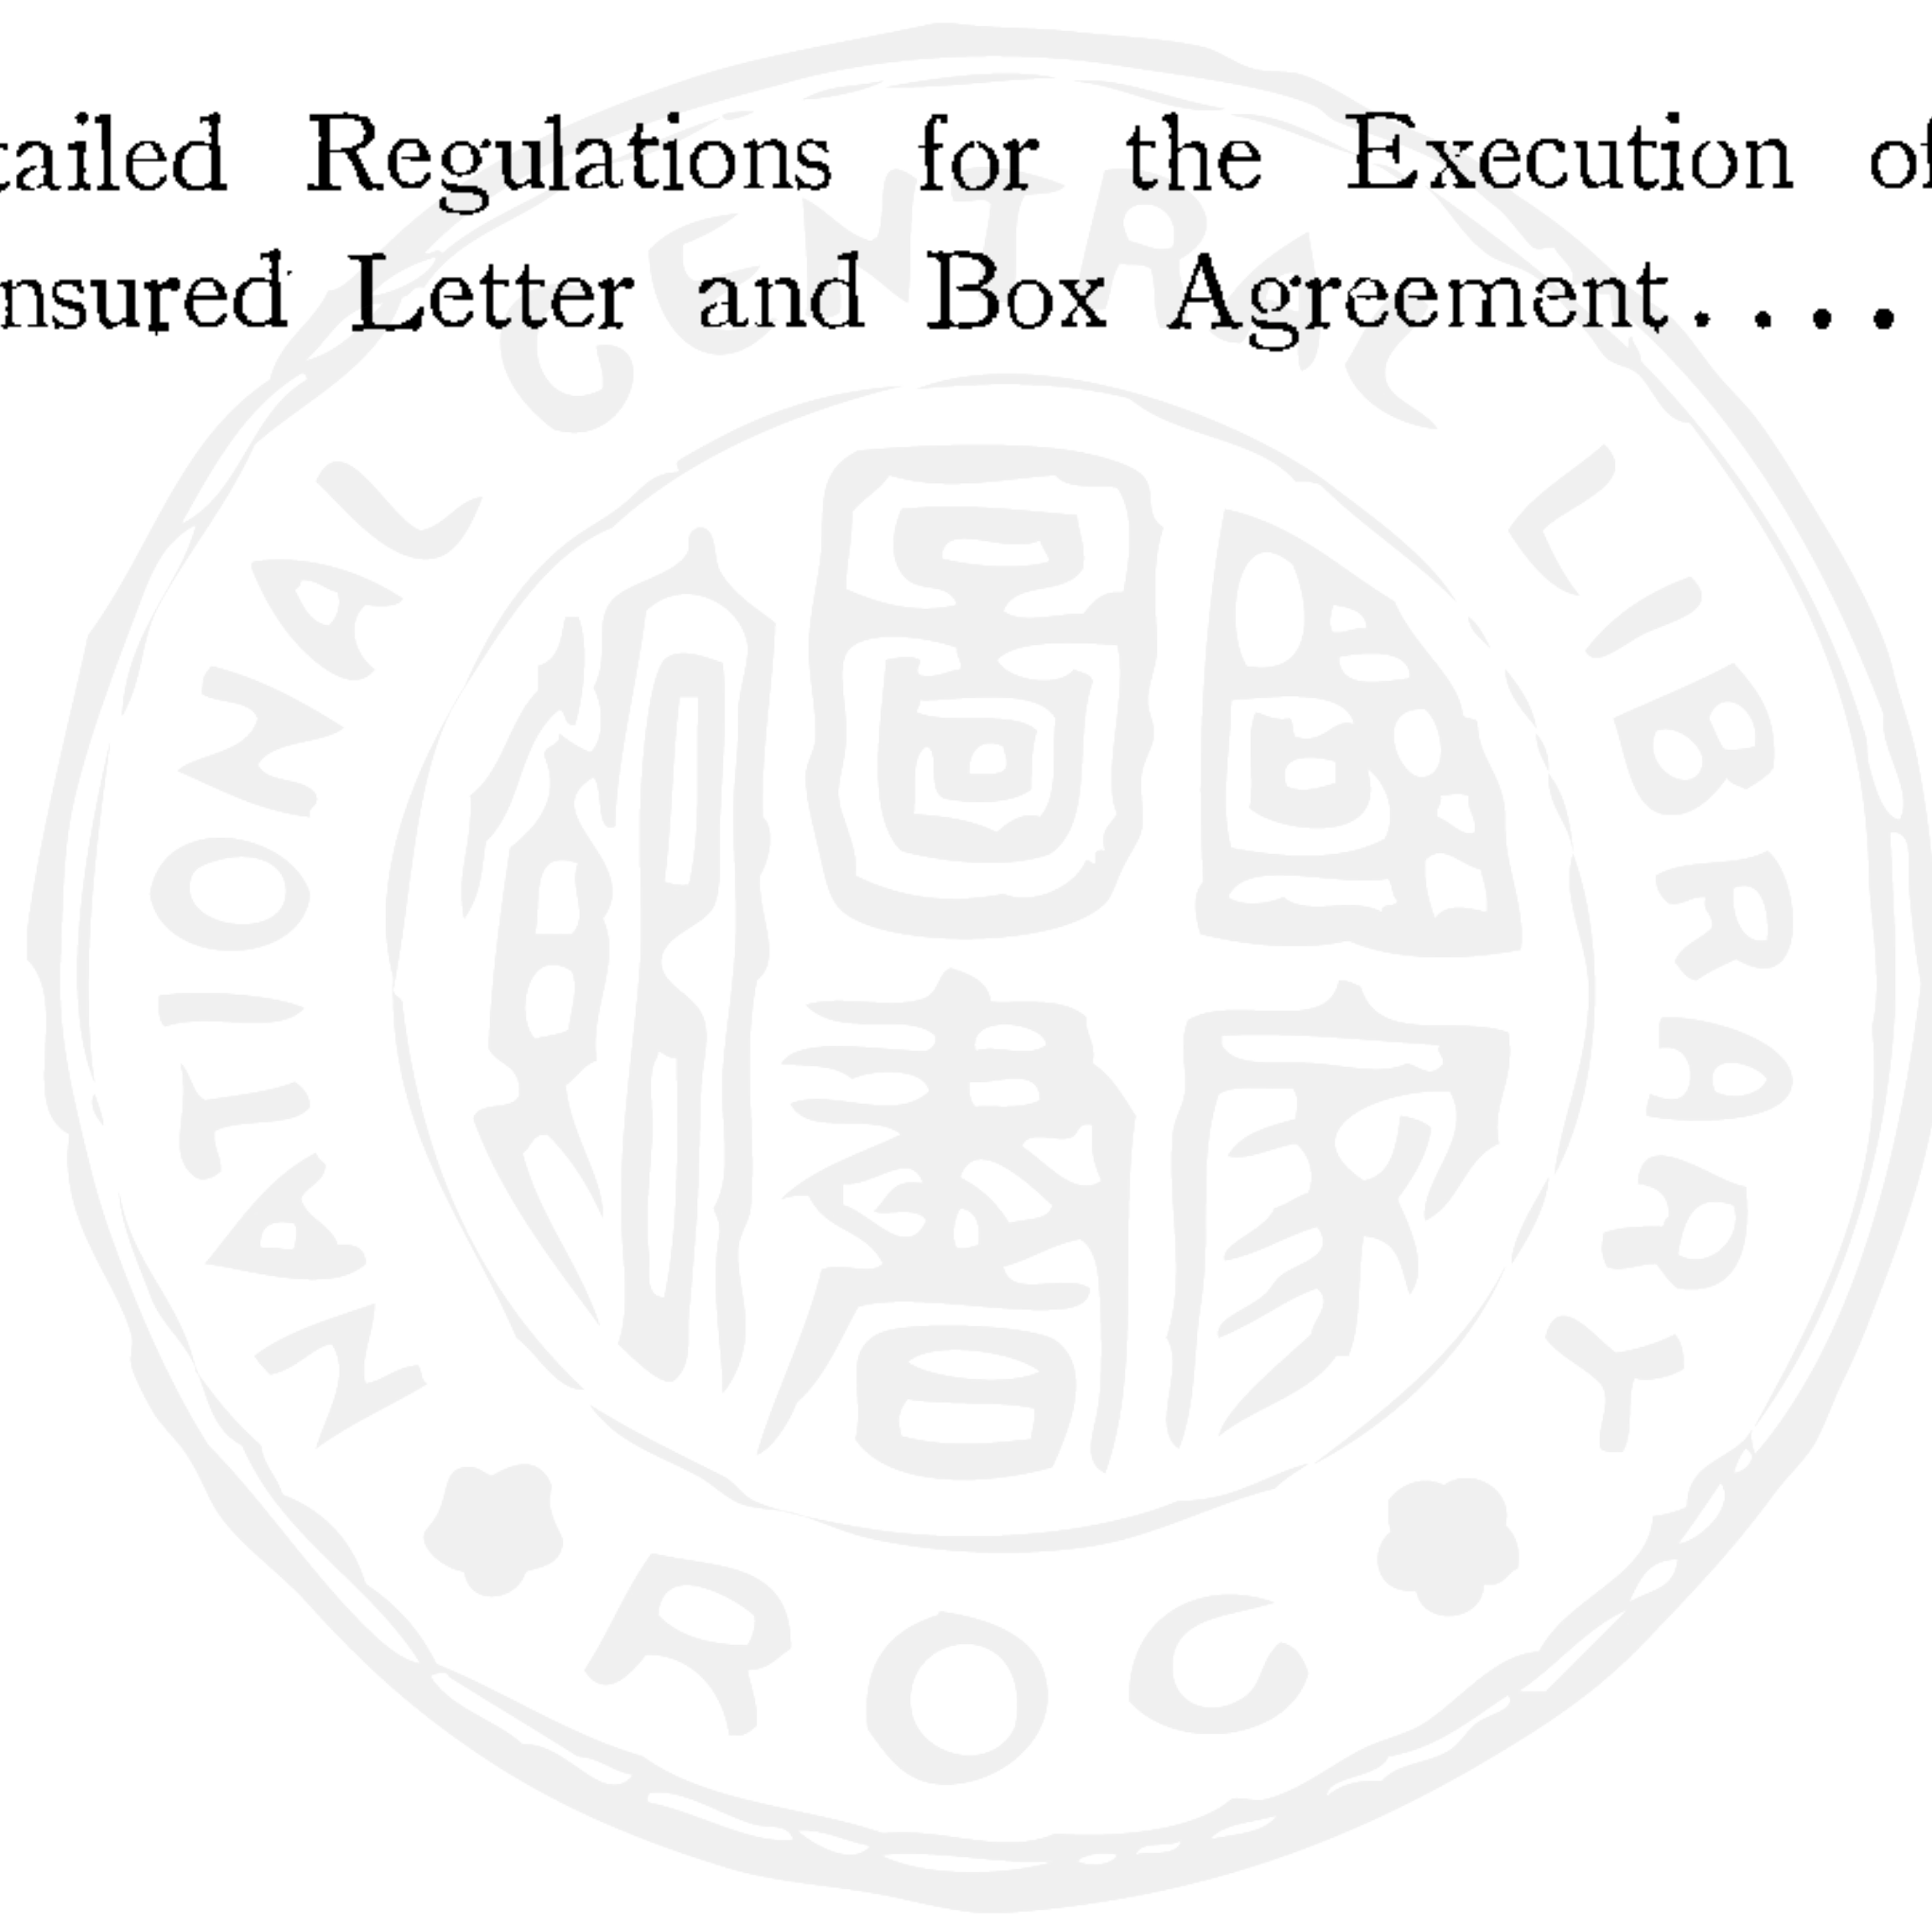 tailed Regulations for the Execution of
nsured Letter and Box Agreement. . . .
NATIONAL CENTRAL LIBRARY
國家圖書館
ROC